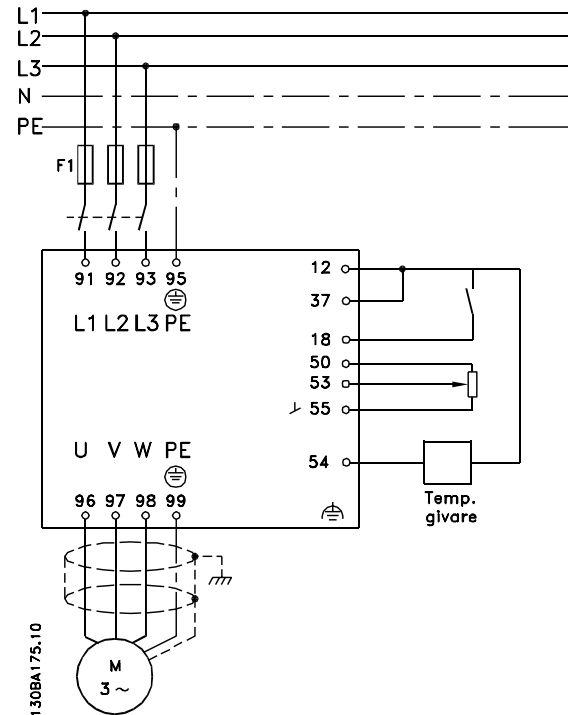 L1
L2
L3
N
PE
F1
91 92 93 95
L1 L2 L3 PE
12
37
18
50
53
55
54
U V W PE
96 97 98 99
Temp.
givare
M
3 ~
130BA175.10